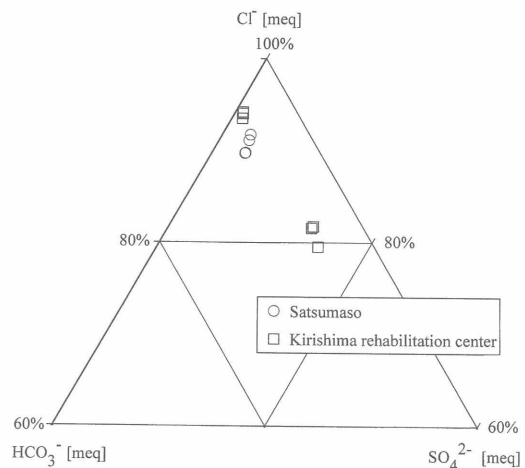 Cl⁻ [meq]
100%
80% 80%
○ Satsumaso
□ Kirishima rehabilitation center
60% 60%
HCO₃⁻ [meq] SO₄²⁻ [meq]